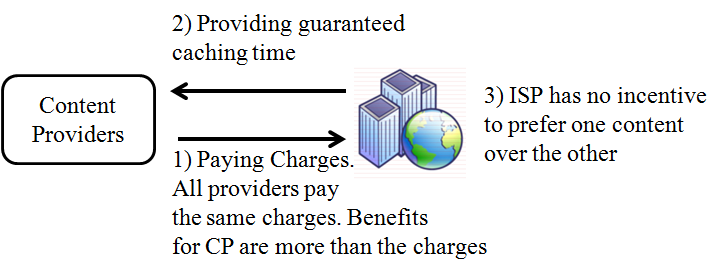 2) Providing guaranteed
caching time
Content
Providers
3) ISP has no incentive
to prefer one content
over the other
1) Paying Charges.
All providers pay
the same charges. Benefits
for CP are more than the charges